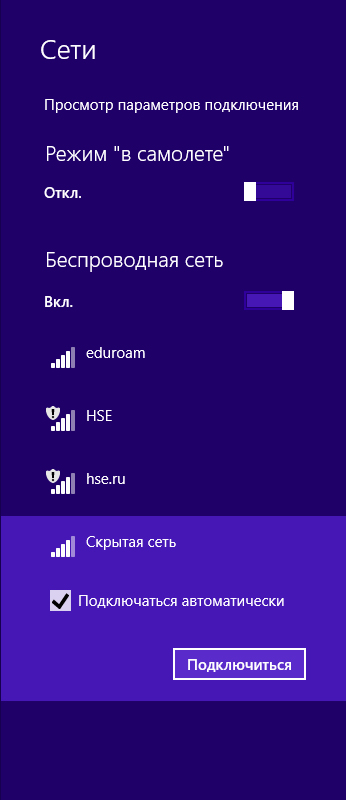 Сети
Просмотр параметров подключения
Режим "в самолете"
Откл.
Беспроводная сеть
Вкл.
eduroam
HSE
hse.ru
Скрытая сеть
Подключаться автоматически
Подключиться